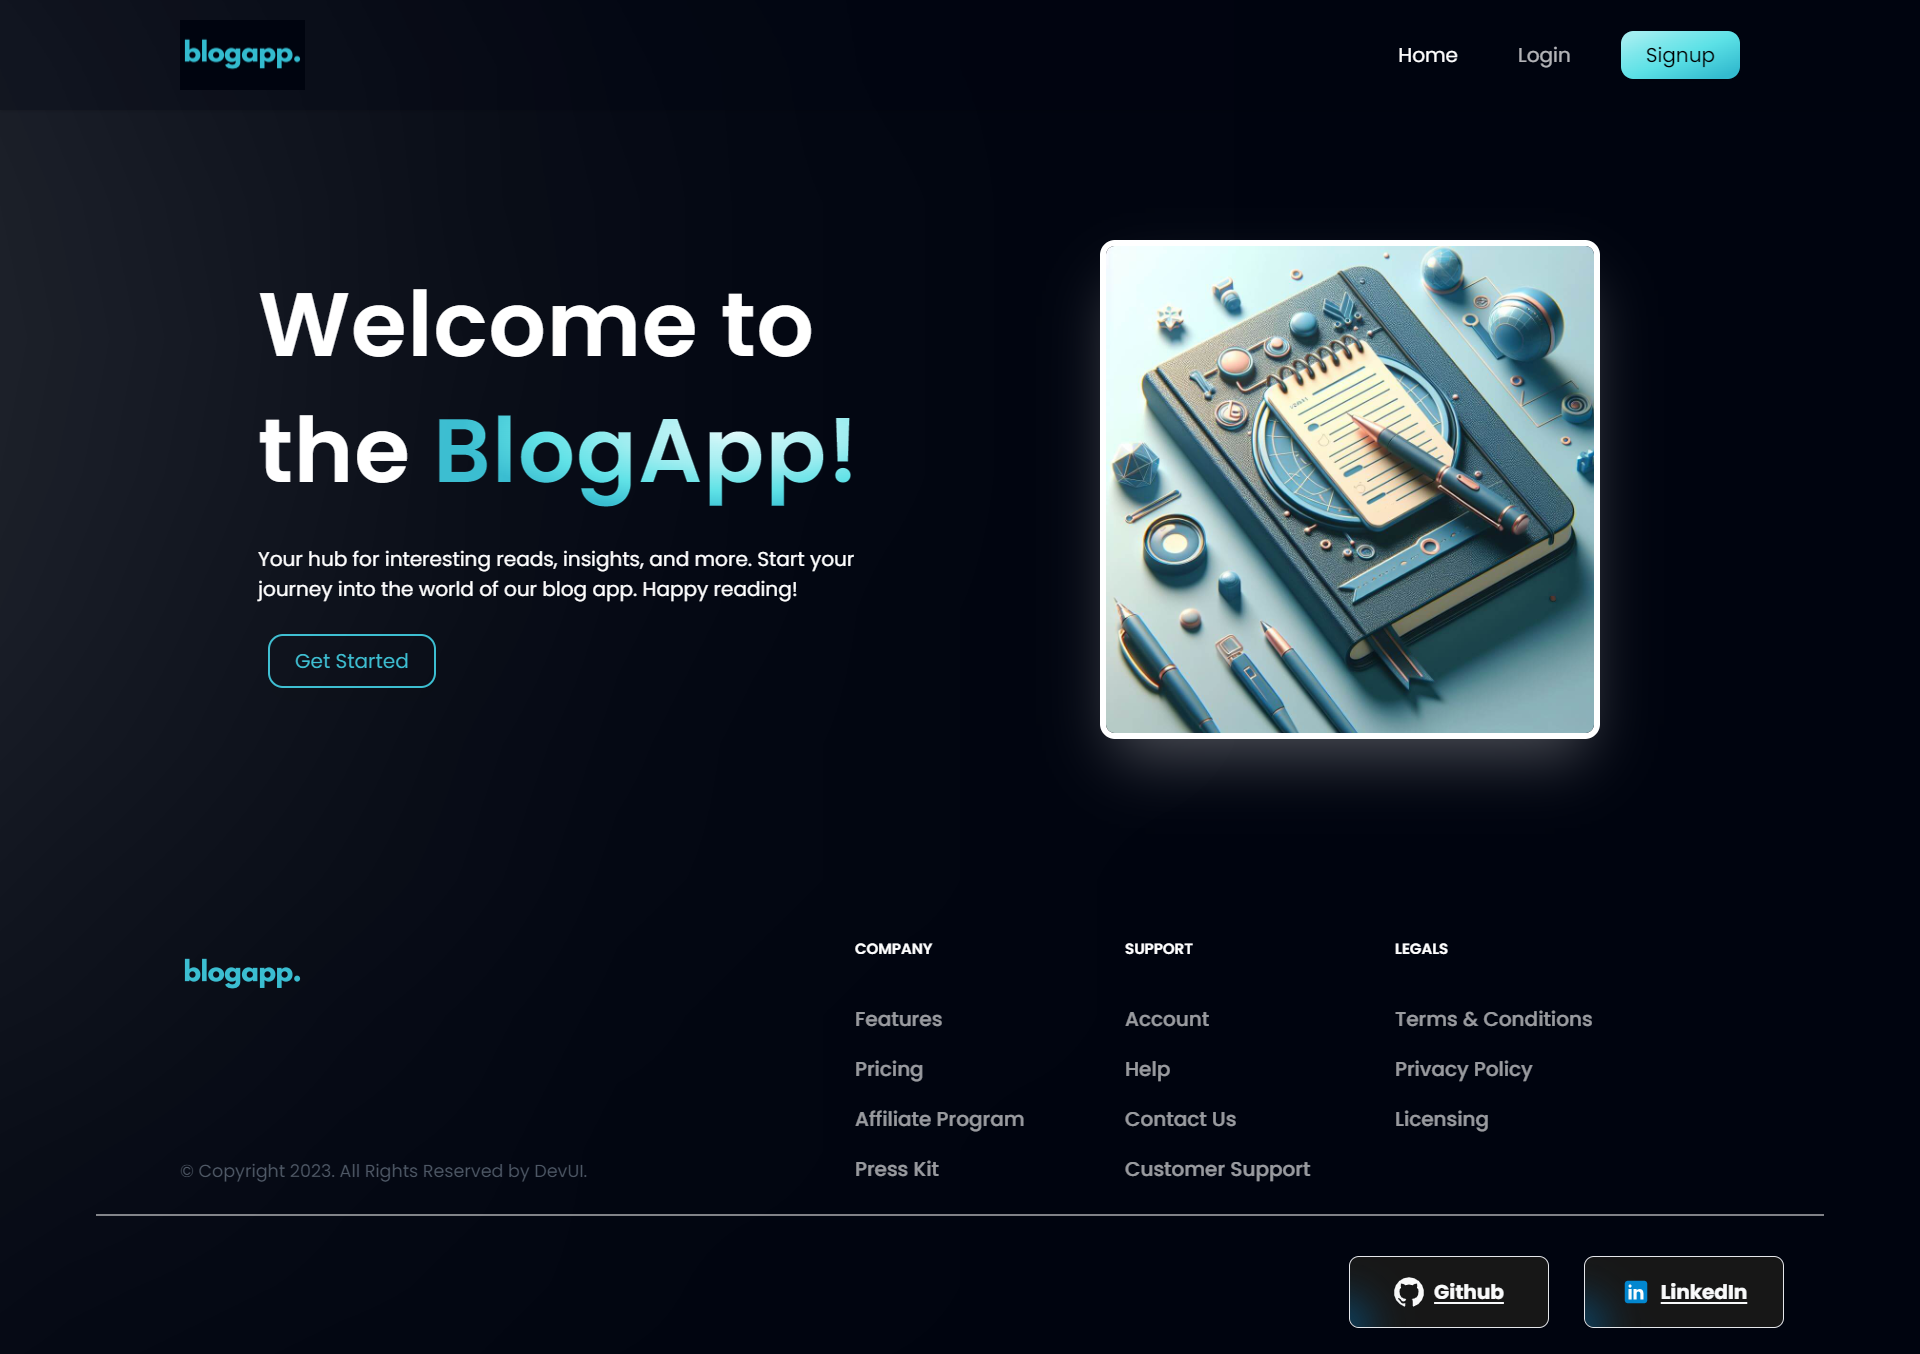 blogapp.
Home
Login
Signup
Welcome to
the BlogApp!
Your hub for interesting reads, insights, and more. Start your
journey into the world of our blog app. Happy reading!
Get Started
blogapp.
© Copyright 2023. All Rights Reserved by DevUI.
COMPANY
Features
Pricing
Affiliate Program
Press Kit
SUPPORT
Account
Help
Contact Us
Customer Support
LEGALS
Terms & Conditions
Privacy Policy
Licensing
Github
in LinkedIn